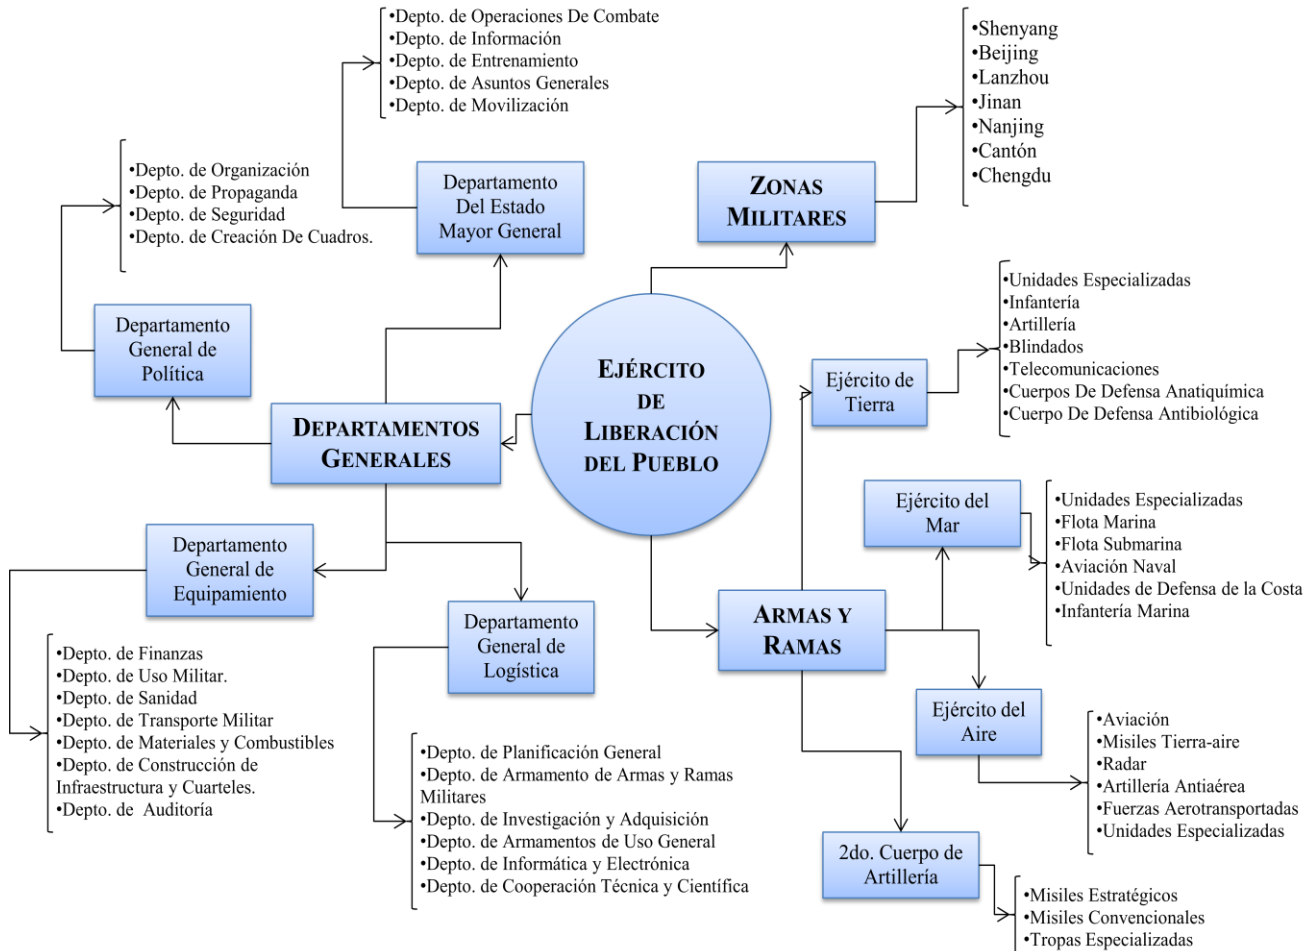 •Depto. de Operaciones De Combate
•Depto. de Información
•Depto. de Entrenamiento
•Depto. de Asuntos Generales
•Depto. de Movilización
•Shenyang
•Beijing
•Lanzhou
•Jinan
•Nanjing
•Cantón
•Chengdu
•Depto. de Organización
•Depto. de Propaganda
•Depto. de Seguridad
•Depto. de Creación De Cuadros.
Departamento
Del Estado
Mayor General
ZONAS
MILITARES
Departamento
General de
Política
DEPARTAMENTOS
GENERALES
EJÉRCITO
DE
LIBERACIÓN
DEL PUEBLO
Ejército de
Tierra
•Unidades Especializadas
•Infantería
•Artillería
•Blindados
•Telecomunicaciones
•Cuerpos De Defensa Anatiquímica
•Cuerpo De Defensa Antibiológica
Ejército del
Mar
•Unidades Especializadas
•Flota Marina
•Flota Submarina
•Aviación Naval
•Unidades de Defensa de la Costa
•Infantería Marina
Departamento
General de
Equipamiento
Departamento
General de
Logística
ARMAS Y
RAMAS
•Depto. de Finanzas
•Depto. de Uso Militar.
•Depto. de Sanidad
•Depto. de Transporte Militar
•Depto. de Materiales y Combustibles
•Depto. de Construcción de
Infraestructura y Cuarteles.
•Depto. de Auditoría
•Depto. de Planificación General
•Depto. de Armamento de Armas y Ramas
Militares
•Depto. de Investigación y Adquisición
•Depto. de Armamentos de Uso General
•Depto. de Informática y Electrónica
•Depto. de Cooperación Técnica y Científica
Ejército del
Aire
•Aviación
•Misiles Tierra-aire
•Radar
•Artillería Antiaérea
•Fuerzas Aerotransportadas
•Unidades Especializadas
2do. Cuerpo de
Artillería
•Misiles Estratégicos
•Misiles Convencionales
•Tropas Especializadas